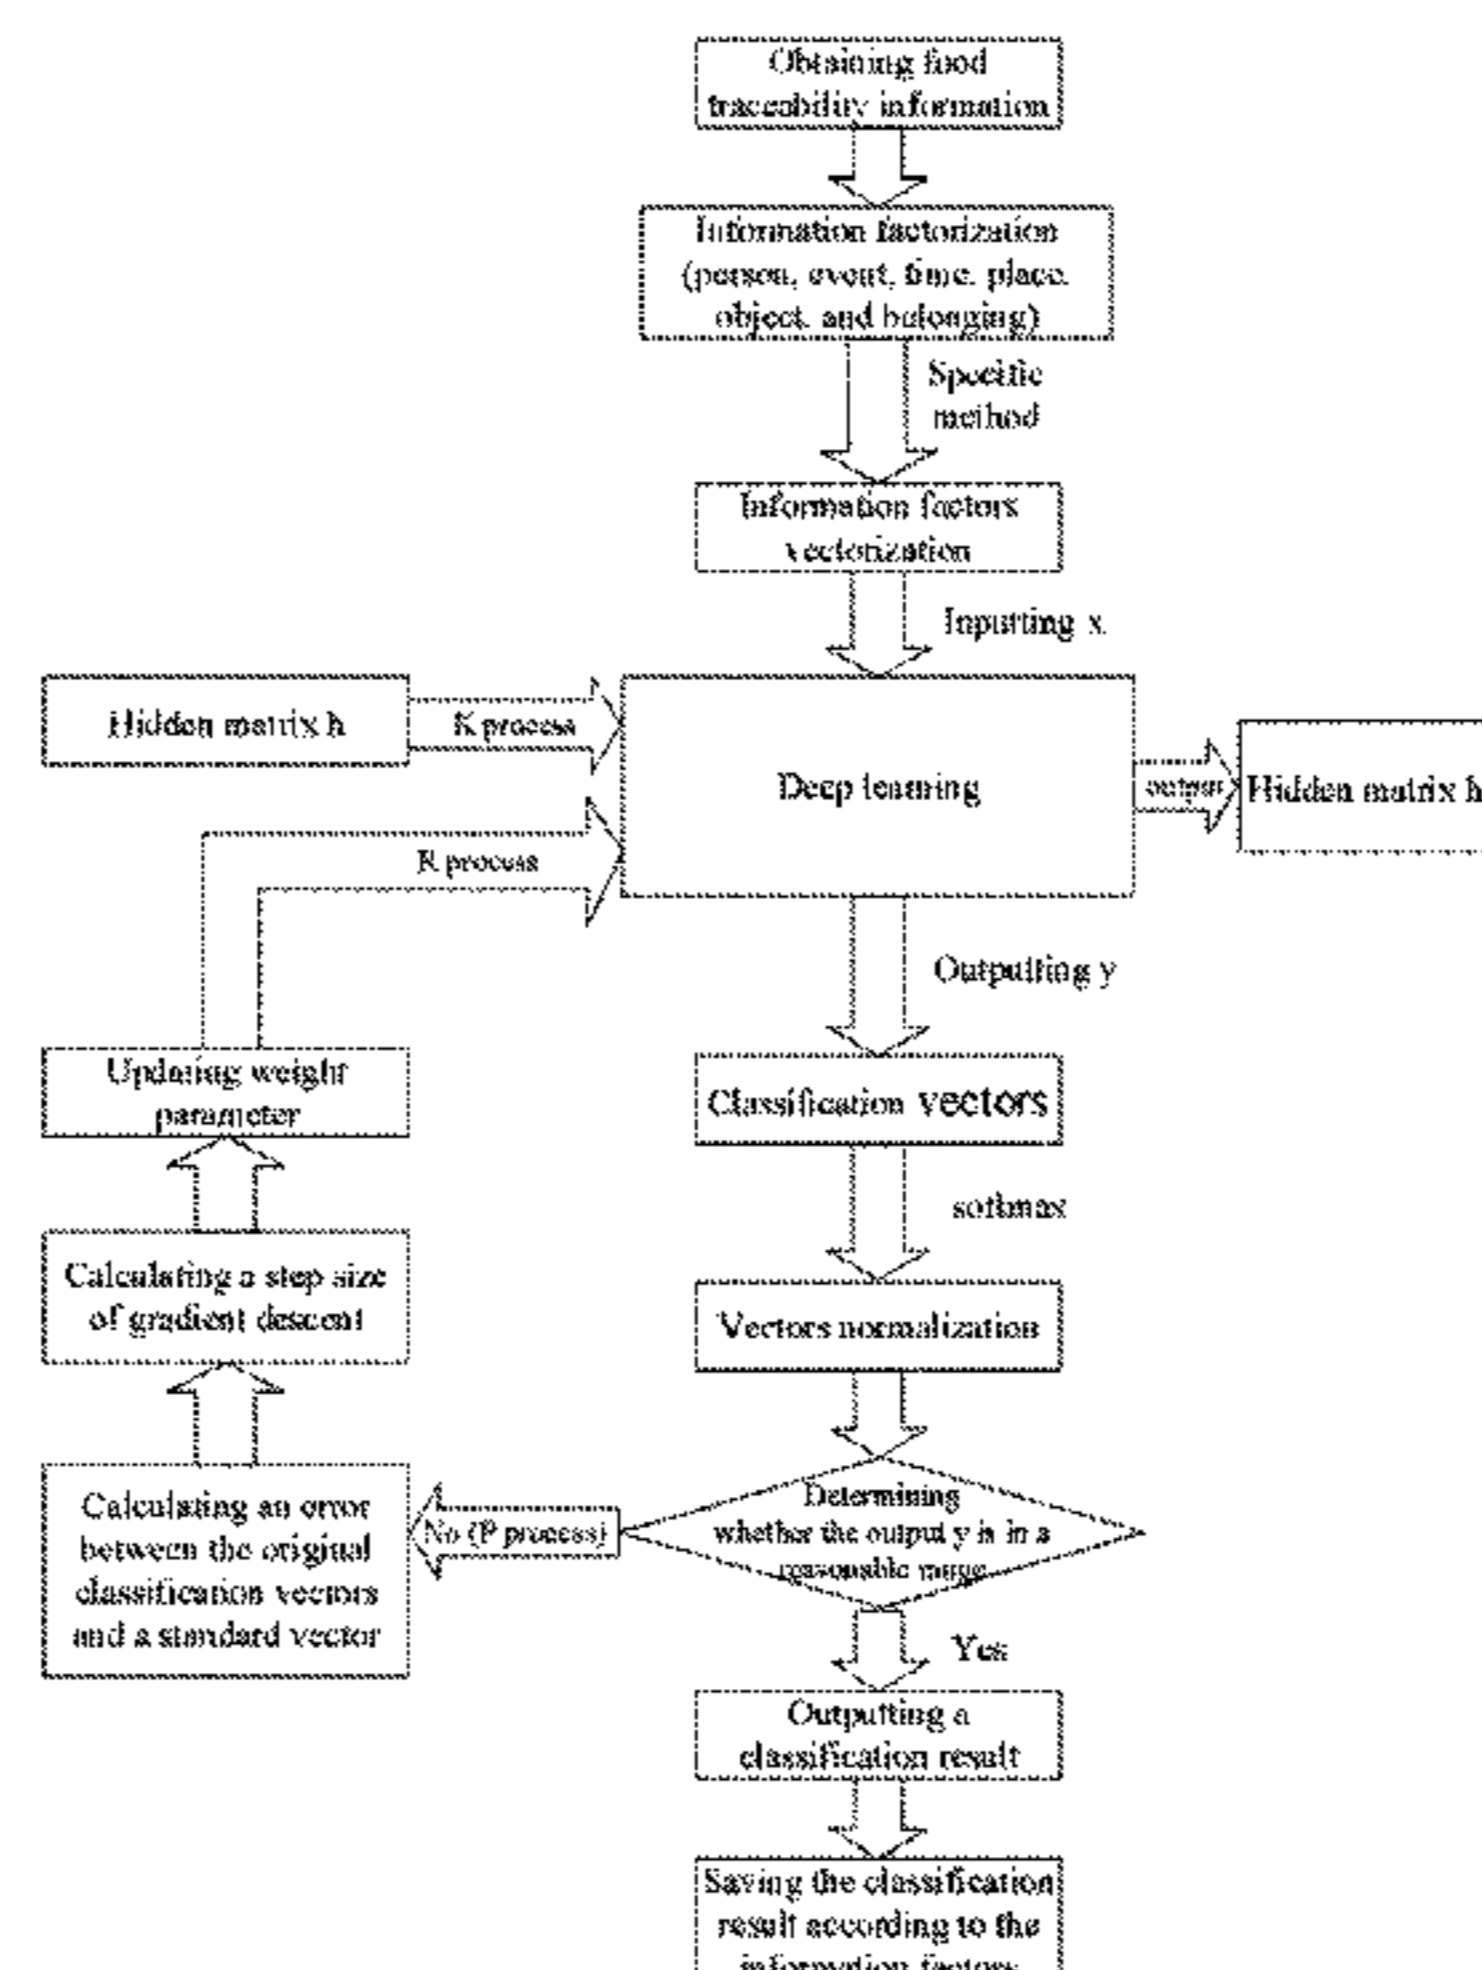 Obtaining food
traceability information
Information factorization
(person, event, time, place,
object, and belonging)
Specific
method
Information factors
vectorization
Inputting x
Hidden matrix h
K process
Deep learning
output
Hidden matrix h
R process
Outputting y
Updating weight
parameter
Classification vectors
softmax
Calculating a step size
of gradient descent
Vectors normalization
Calculating an error
between the original
classification vectors
and a standard vector
No (P process)
Determining
whether the output y is in a
reasonable range
Yes
Outputting a
classification result
Saving the classification
result according to the
information factors